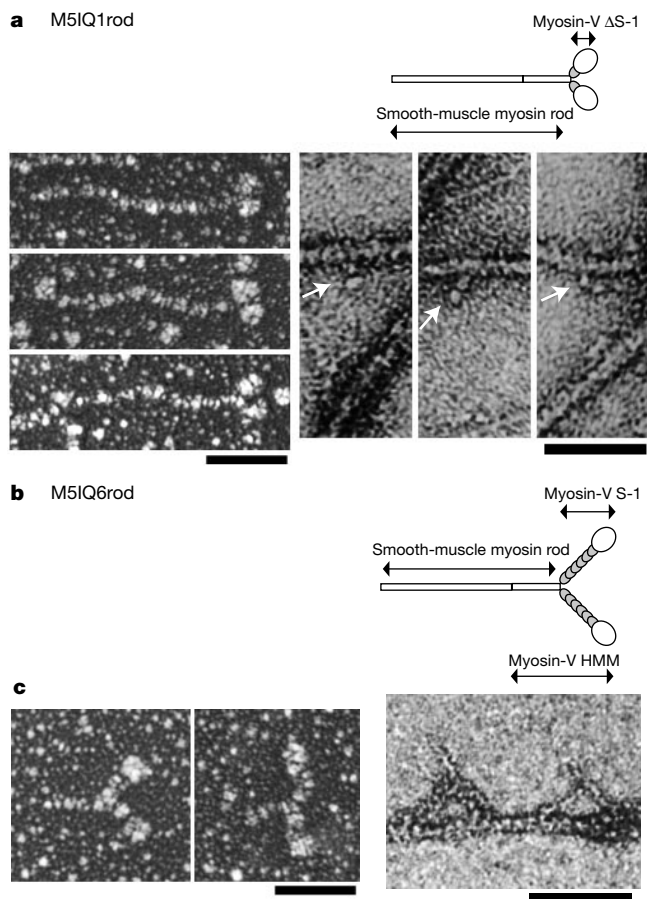 a M5IQ1rod
Myosin-V ΔS-1
Smooth-muscle myosin rod
b M5IQ6rod
Myosin-V S-1
Smooth-muscle myosin rod
Myosin-V HMM
c